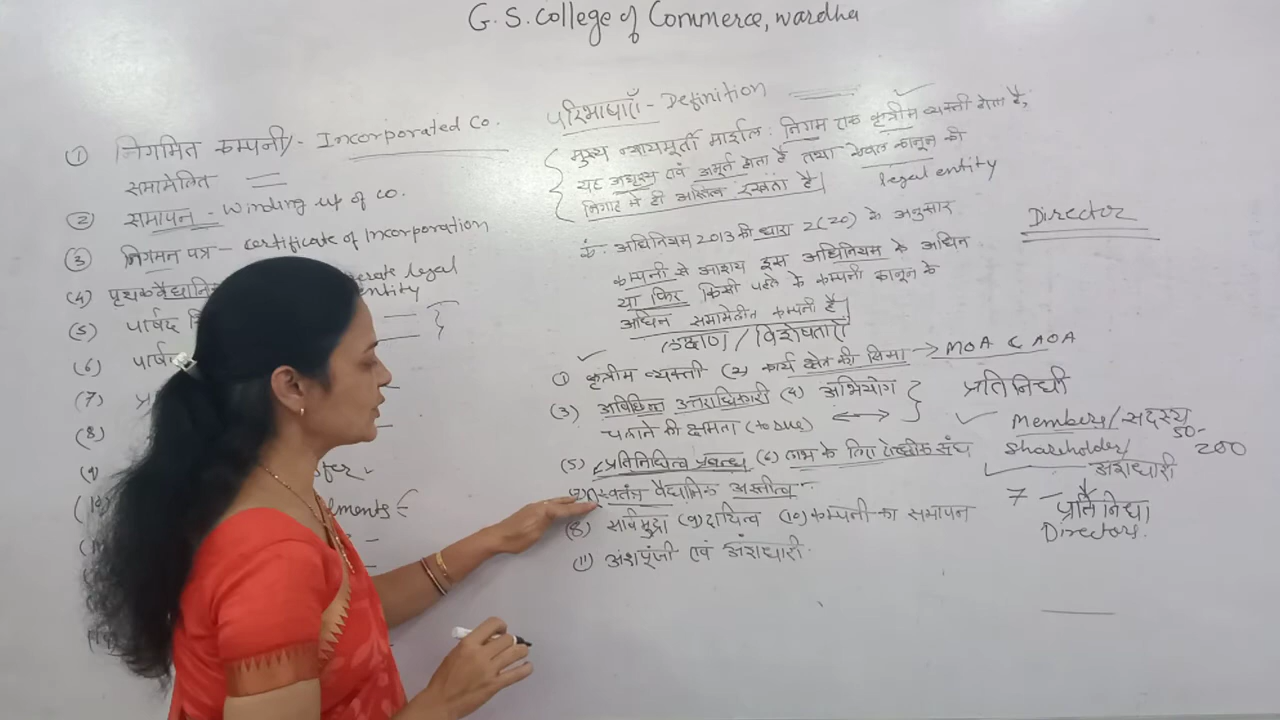 G. S. College of Commerce, wardha
① निगमित कम्पनी/- Incorporated Co.
समामेलित
② समापन - Winding up of co.
③ निगमन पत्र - Certificate of Incorporation
(4) पृथक वैधानि legal
entity
(5) पार्षद
(6) पार्ष
(7) प्र
(8)
(9
(10)
परिभाषाएँ - Definition
मुख्य न्यायमूर्ती मार्शल : निगम एक कृत्रीम व्यक्ती होता है,
यह अदृश्य एवं अमूर्त होता है तथा केवल कानून की
निगाह में ही अस्तित्व रखता है|
legal entity
कं. अधिनियम 2013 की धारा 2(20) के अनुसार
कम्पनी से आशय इस अधिनियम के अधिन
या फिर किसी पहले के कम्पनी कानून के
अधिन समामेलीत कम्पनी है|
लक्षण / विशेषताएँ
① कृत्रीम व्यक्ती (2) कार्य क्षेत्र की सिमा → MOA & AOA
(3) अविछिन्न उत्तराधिकारी (4) अभियोग
चलाने की क्षमता (to sue)
(5) प्रतिनिधित्व प्रबन्ध (6) लाभ के लिए ऐच्छीक संघ
(7) स्वतंत्र वैधानिक अस्तीत्व
(8) सार्वमुद्रा (9) दायित्व (10) कम्पनी का समापन
(11) अंशपूंजी एवं अंशधारी
Director
प्रतिनिधी
Members/सदस्य
50-
Shareholder/ 200
अंशधारी
7 - प्रतिनिधी
Directors.